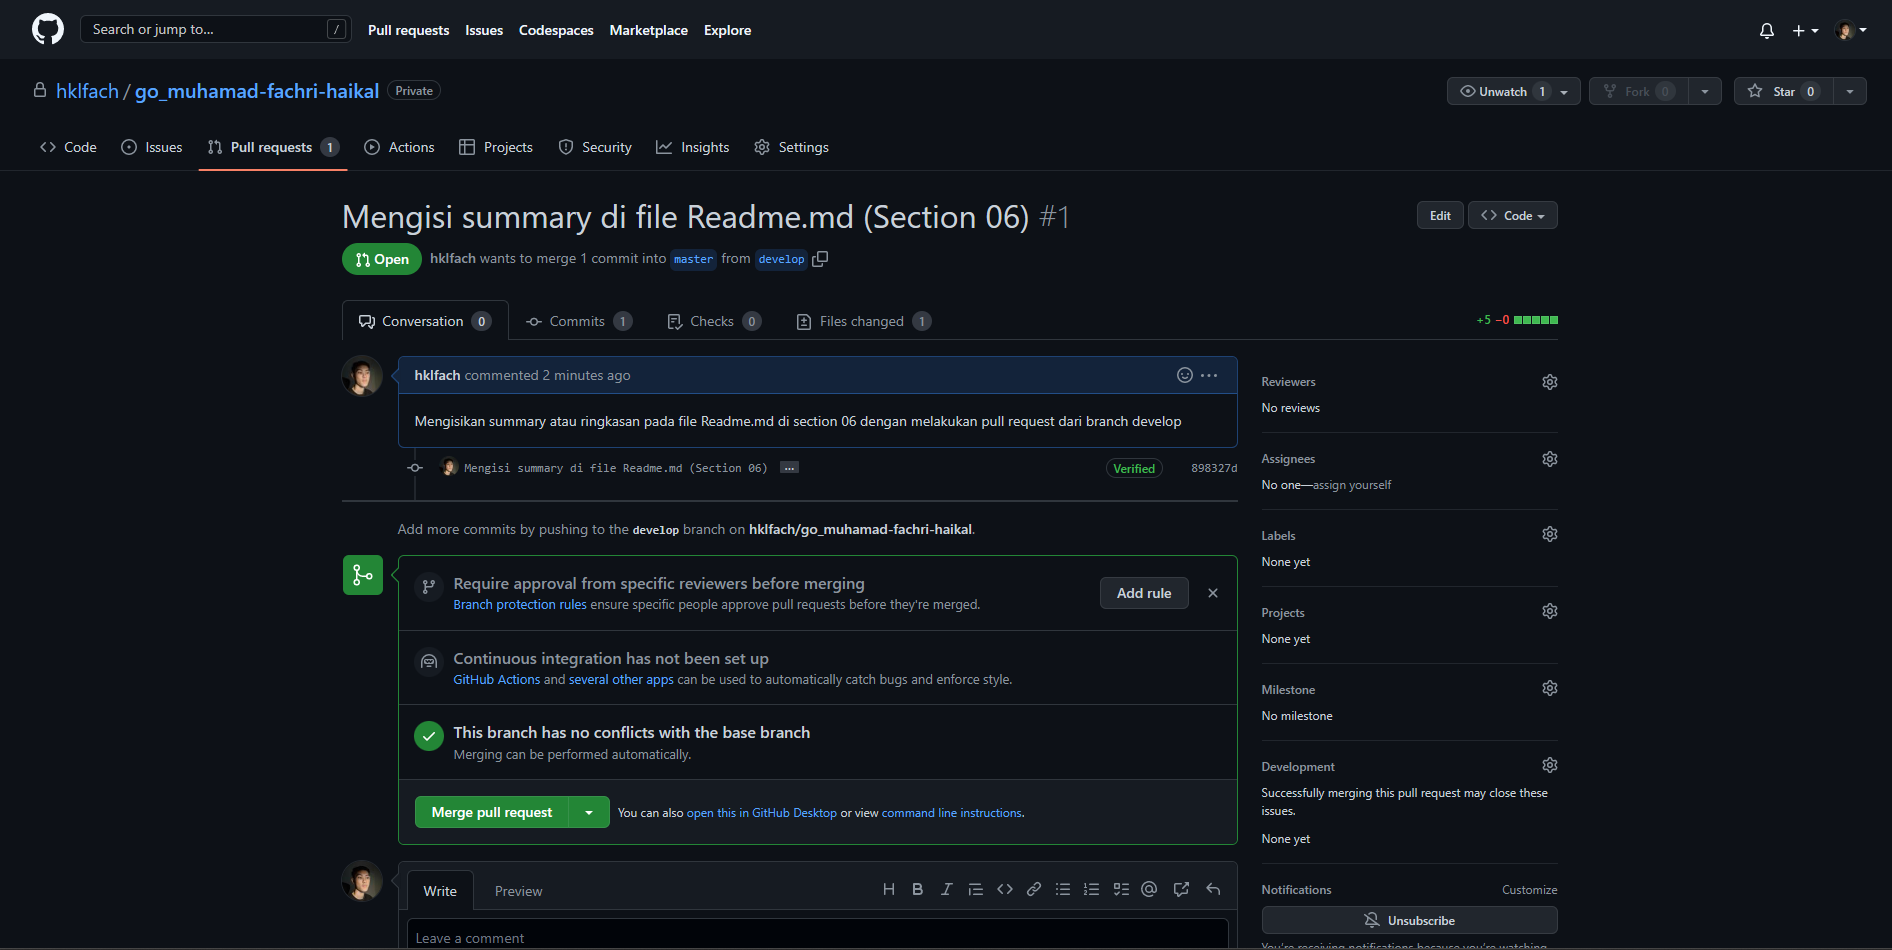 Search or jump to... /
Pull requests Issues Codespaces Marketplace Explore
hklfach / go_muhamad-fachri-haikal Private
Unwatch 1 Fork 0 Star 0
Code Issues Pull requests 1 Actions Projects Security Insights Settings
Mengisi summary di file Readme.md (Section 06) #1
Edit Code
Open hklfach wants to merge 1 commit into master from develop
Conversation 0 Commits 1 Checks 0 Files changed 1 +5 −0
hklfach commented 2 minutes ago
Mengisikan summary atau ringkasan pada file Readme.md di section 06 dengan melakukan pull request dari branch develop
Mengisi summary di file Readme.md (Section 06) ... Verified 898327d
Add more commits by pushing to the develop branch on hklfach/go_muhamad-fachri-haikal.
Require approval from specific reviewers before merging
Branch protection rules ensure specific people approve pull requests before they're merged.
Add rule
Continuous integration has not been set up
GitHub Actions and several other apps can be used to automatically catch bugs and enforce style.
This branch has no conflicts with the base branch
Merging can be performed automatically.
Merge pull request You can also open this in GitHub Desktop or view command line instructions.
Write Preview
Leave a comment
Reviewers
No reviews
Assignees
No one—assign yourself
Labels
None yet
Projects
None yet
Milestone
No milestone
Development
Successfully merging this pull request may close these
issues.
None yet
Notifications Customize
Unsubscribe
You're receiving notifications because you're watching